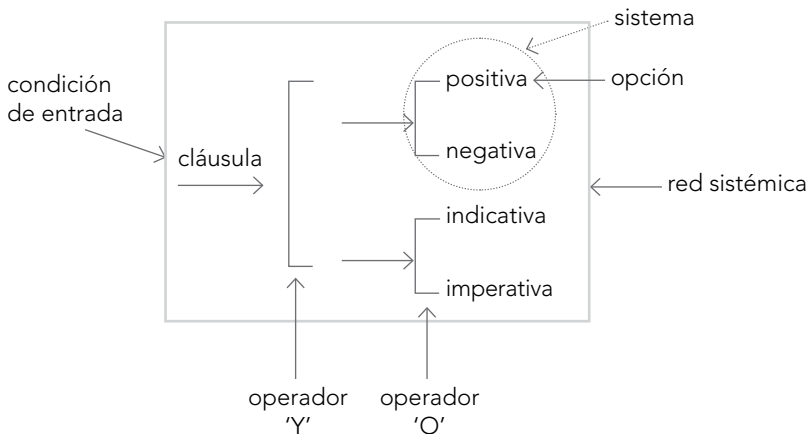 sistema
condición
de entrada
positiva
opción
cláusula
negativa
red sistémica
indicativa
imperativa
operador
'Y'
operador
'O'